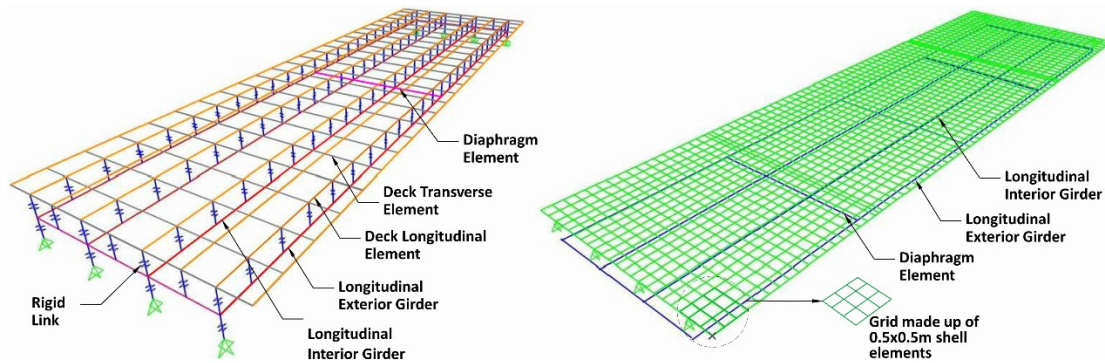 Diaphragm
Element
Deck Transverse
Element
Deck Longitudinal
Element
Longitudinal
Exterior Girder
Longitudinal
Interior Girder
Rigid
Link
Longitudinal
Interior Girder
Longitudinal
Exterior Girder
Diaphragm
Element
Grid made up of
0.5x0.5m shell
elements